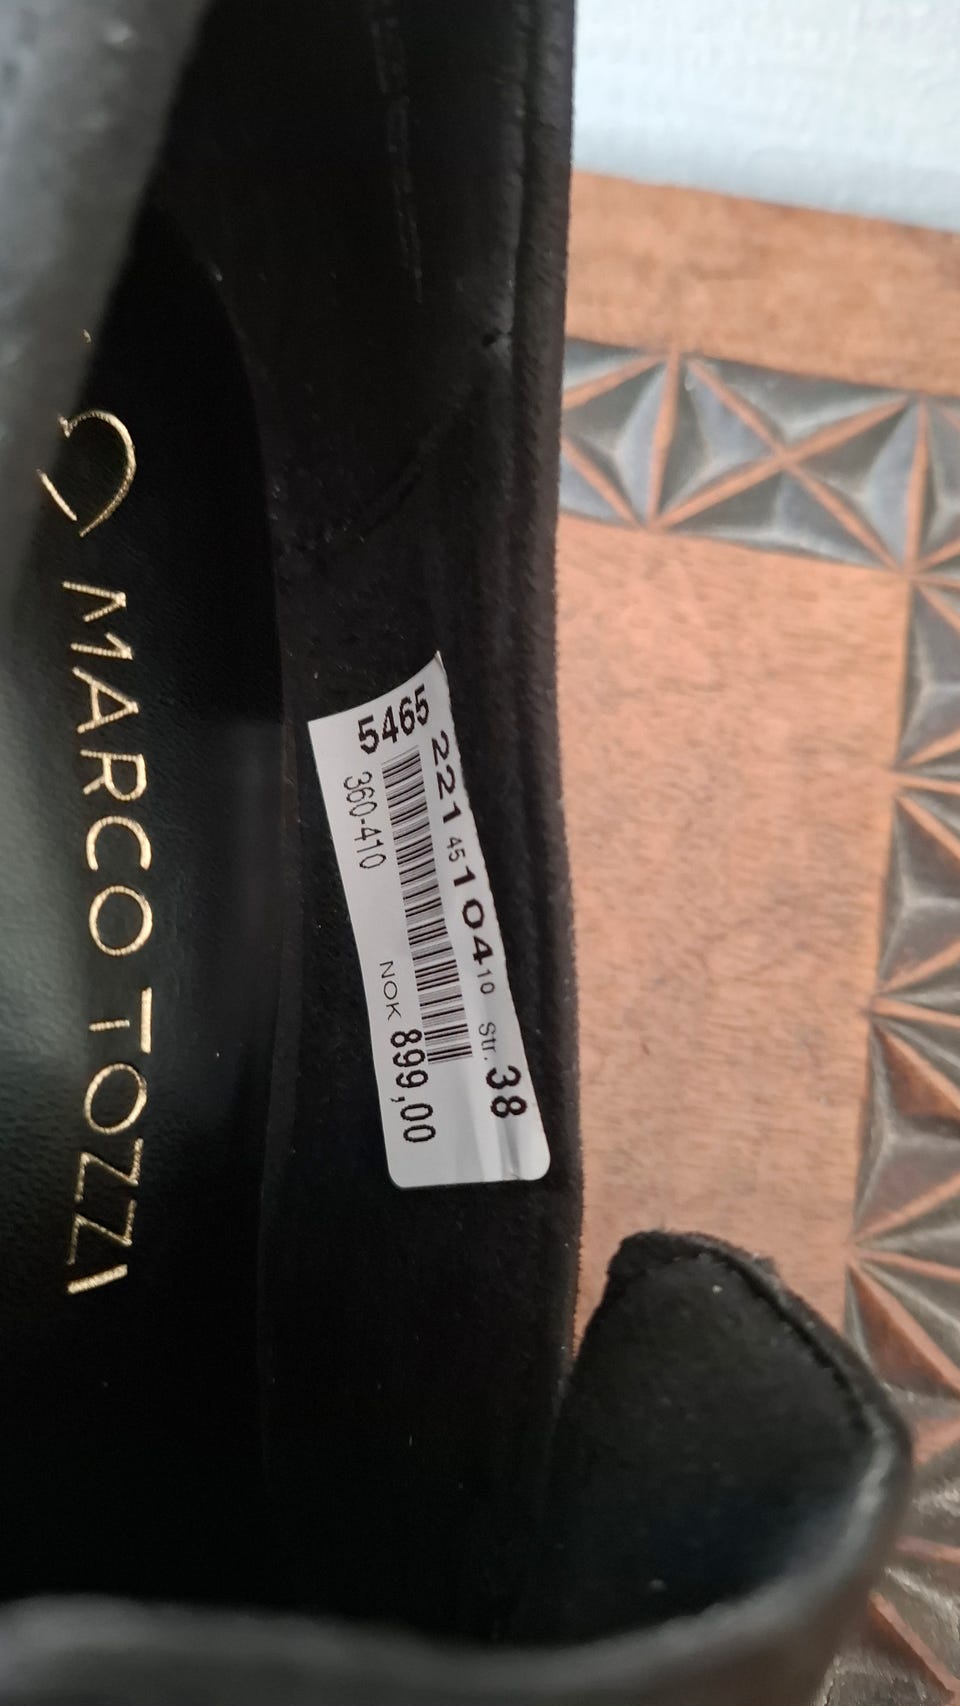 MARCO TOZZI
5465
221 45 104 10 Str. 38
360-410
NOK 899,00